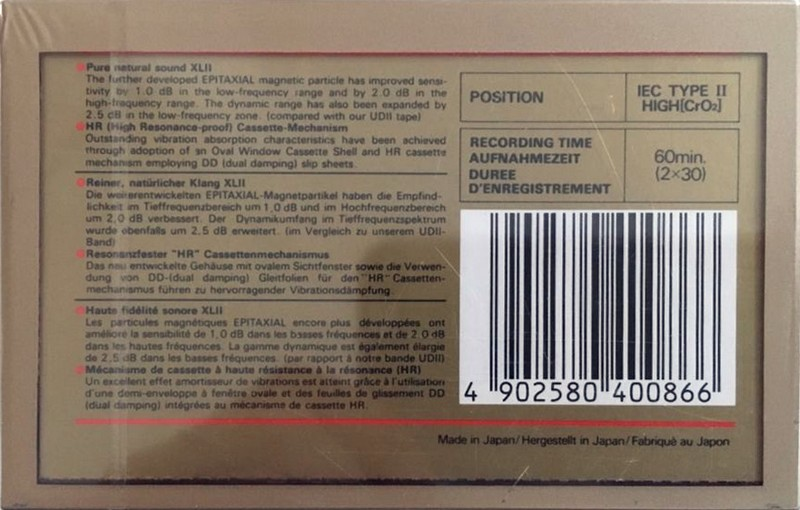 Pure natural sound XLII
The further developed EPITAXIAL magnetic particle has improved sensi-
tivity by 1.0 dB in the low-frequency range and by 2.0 dB in the
high-frequency range. The dynamic range has also been expanded by
2.5 dB in the low-frequency zone. (compared with our UDII tape)
HR (High Resonance-proof) Cassette-Mechanism
Outstanding vibration absorption characteristics have been achieved
through adoption of an Oval Window Cassette Shell and HR cassette
mechanism employing DD (dual damping) slip sheets.
Reiner, natürlicher Klang XLII
Die weiterentwickelten EPITAXIAL-Magnetpartikel haben die Empfind-
lichkeit im Tieffrequenzbereich um 1,0 dB und im Hochfrequenzbereich
um 2,0 dB verbessert. Der Dynamikumfang im Tieffrequenzspektrum
wurde ebenfalls um 2,5 dB erweitert. (im Vergleich zu unserem UDII-
Band)
Resonanzfester "HR" Cassettenmechanismus
Das neu entwickelte Gehäuse mit ovalem Sichtfenster sowie die Verwen-
dung von DD-(dual damping) Gleitfolien für den "HR" Cassetten-
mechanismus führen zu hervorragender Vibrationsdämpfung.
Haute fidélité sonore XLII
Les particules magnétiques EPITAXIAL encore plus développées ont
amélioré la sensibilité de 1,0 dB dans les basses fréquences et de 2,0 dB
dans les hautes fréquences. La gamme dynamique est également élargie
de 2,5 dB dans les basses fréquences. (par rapport à notre bande UDII)
Mécanisme de cassette à haute résistance à la résonance (HR)
Un excellent effet amortisseur de vibrations est atteint grâce à l'utilisation
d'une demi-enveloppe à fenêtre ovale et des feuilles de glissement DD
(dual damping) intégrées au mécanisme de cassette HR.
POSITION
IEC TYPE II
HIGH[CrO2]
RECORDING TIME
AUFNAHMEZEIT
DUREE
D'ENREGISTREMENT
60min.
(2×30)
4 902580 400866
Made in Japan/Hergestellt in Japan/Fabriqué au Japon